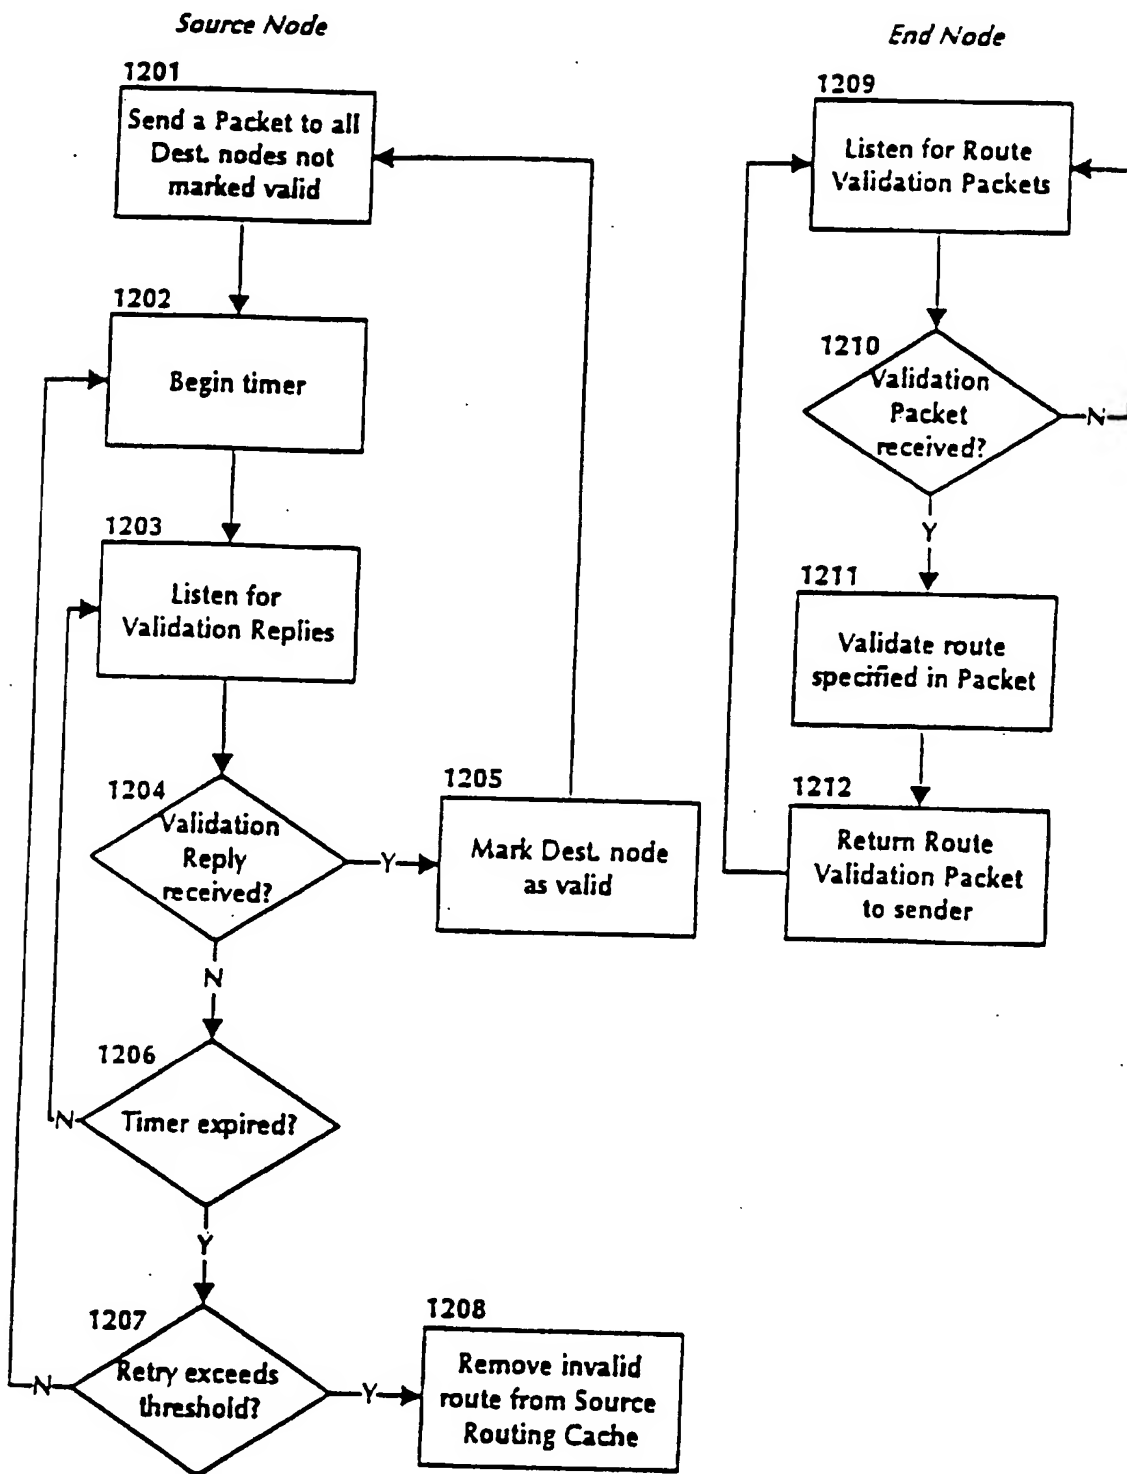 Source Node
1201
Send a Packet to all
Dest. nodes not
marked valid
1202
Begin timer
1203
Listen for
Validation Replies
1204
Validation
Reply
received?
Y
1205
Mark Dest. node
as valid
N
1206
Timer expired?
N
Y
1207
Retry exceeds
threshold?
N
Y
1208
Remove invalid
route from Source
Routing Cache
End Node
1209
Listen for Route
Validation Packets
1210
Validation
Packet
received?
N
Y
1211
Validate route
specified in Packet
1212
Return Route
Validation Packet
to sender